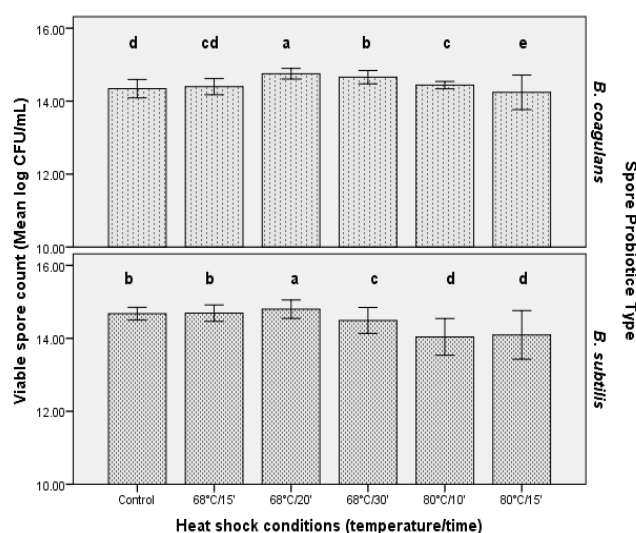 16.00
d cd a b c e
14.00
12.00
10.00
B. coagulans
16.00
b b a c d d
14.00
12.00
10.00
B. subtilis
Viable spore count (Mean log CFU/mL)
Spore Probiotice Type
Control 68°C/15' 68°C/20' 68°C/30' 80°C/10' 80°C/15'
Heat shock conditions (temperature/time)